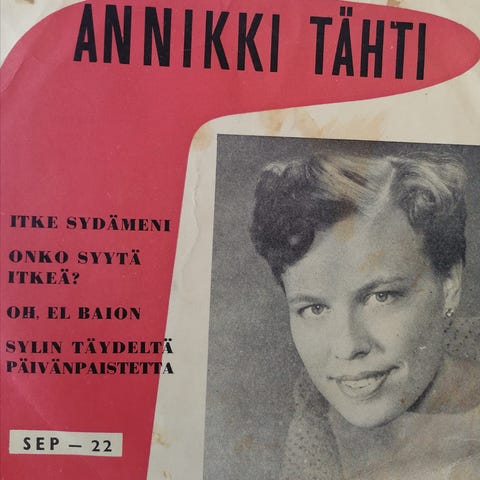 ANNIKKI TÄHTI
ITKE SYDÄMENI
ONKO SYYTÄ
ITKEÄ?
OH, EL BAION
SYLIN TÄYDELTÄ
PÄIVÄNPAISTETTA
SEP — 22